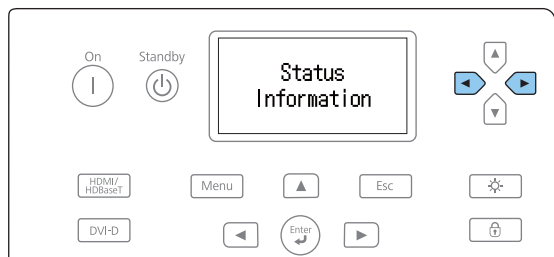 On
Standby
Status
Information
HDMI/
HDBaseT
Menu
Esc
DVI-D
Enter